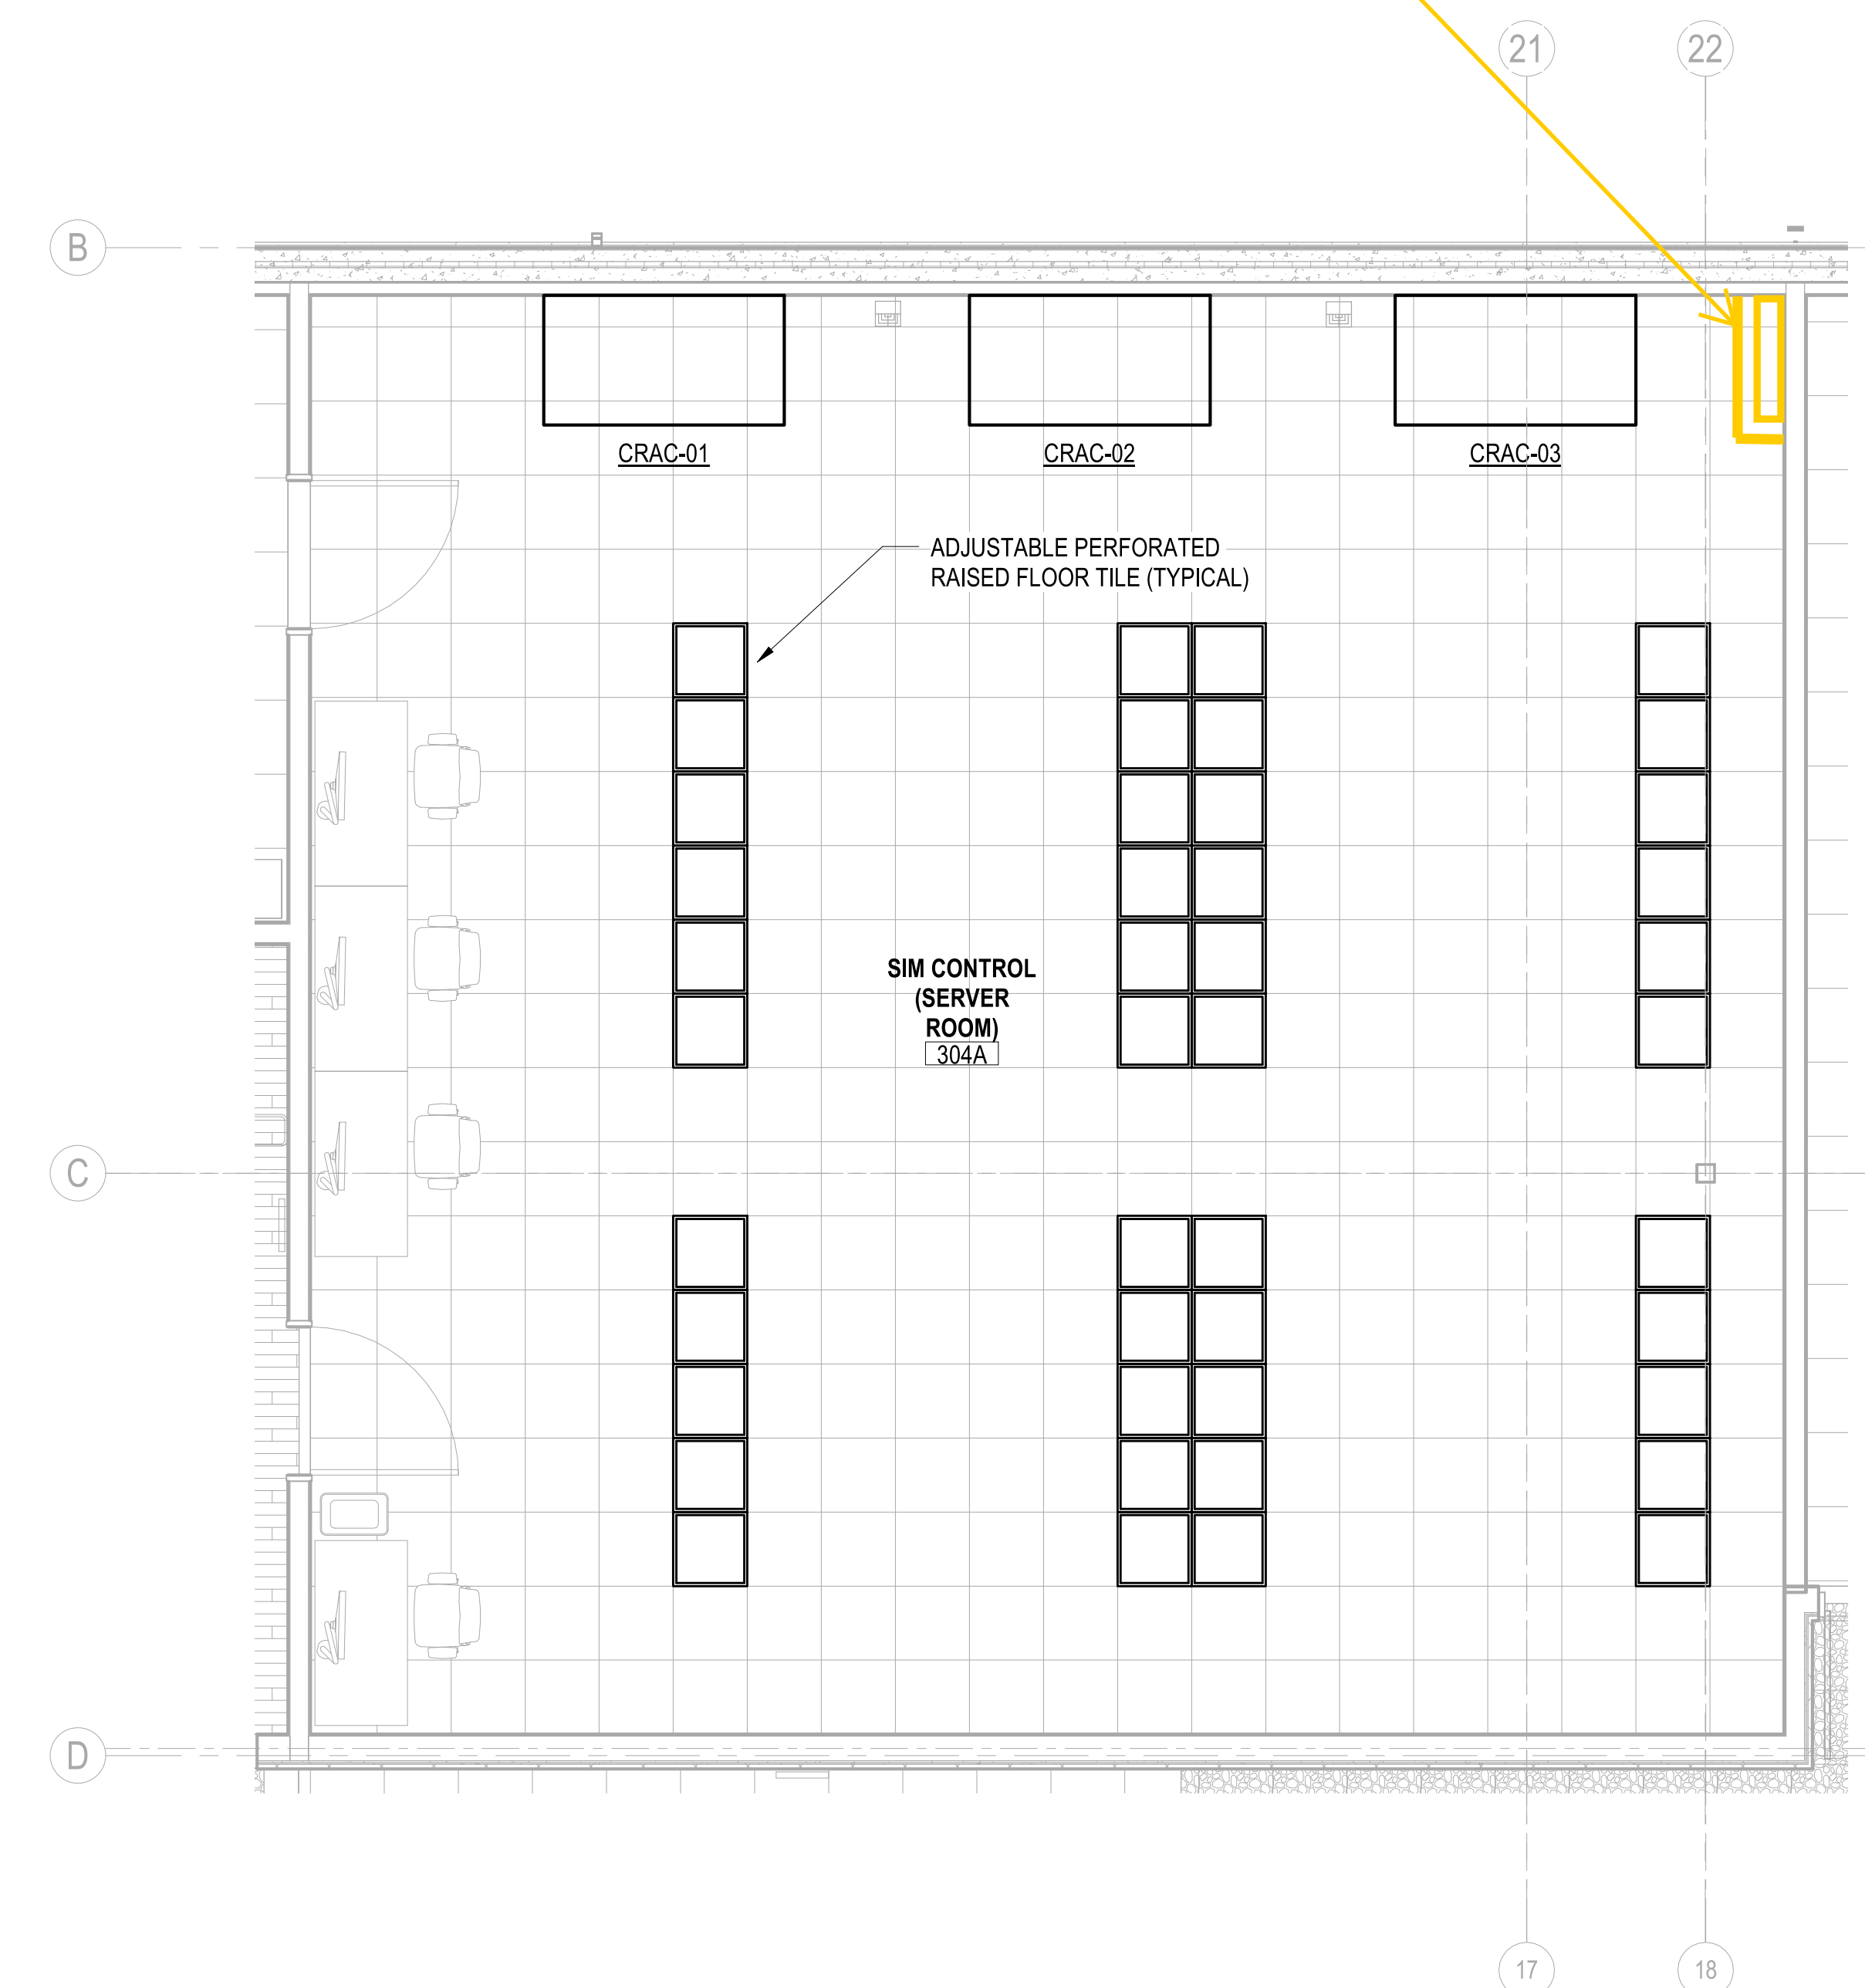 21
22
B
CRAC-01
CRAC-02
CRAC-03
ADJUSTABLE PERFORATED
RAISED FLOOR TILE (TYPICAL)
SIM CONTROL
(SERVER
ROOM)
304A
C
D
17
18